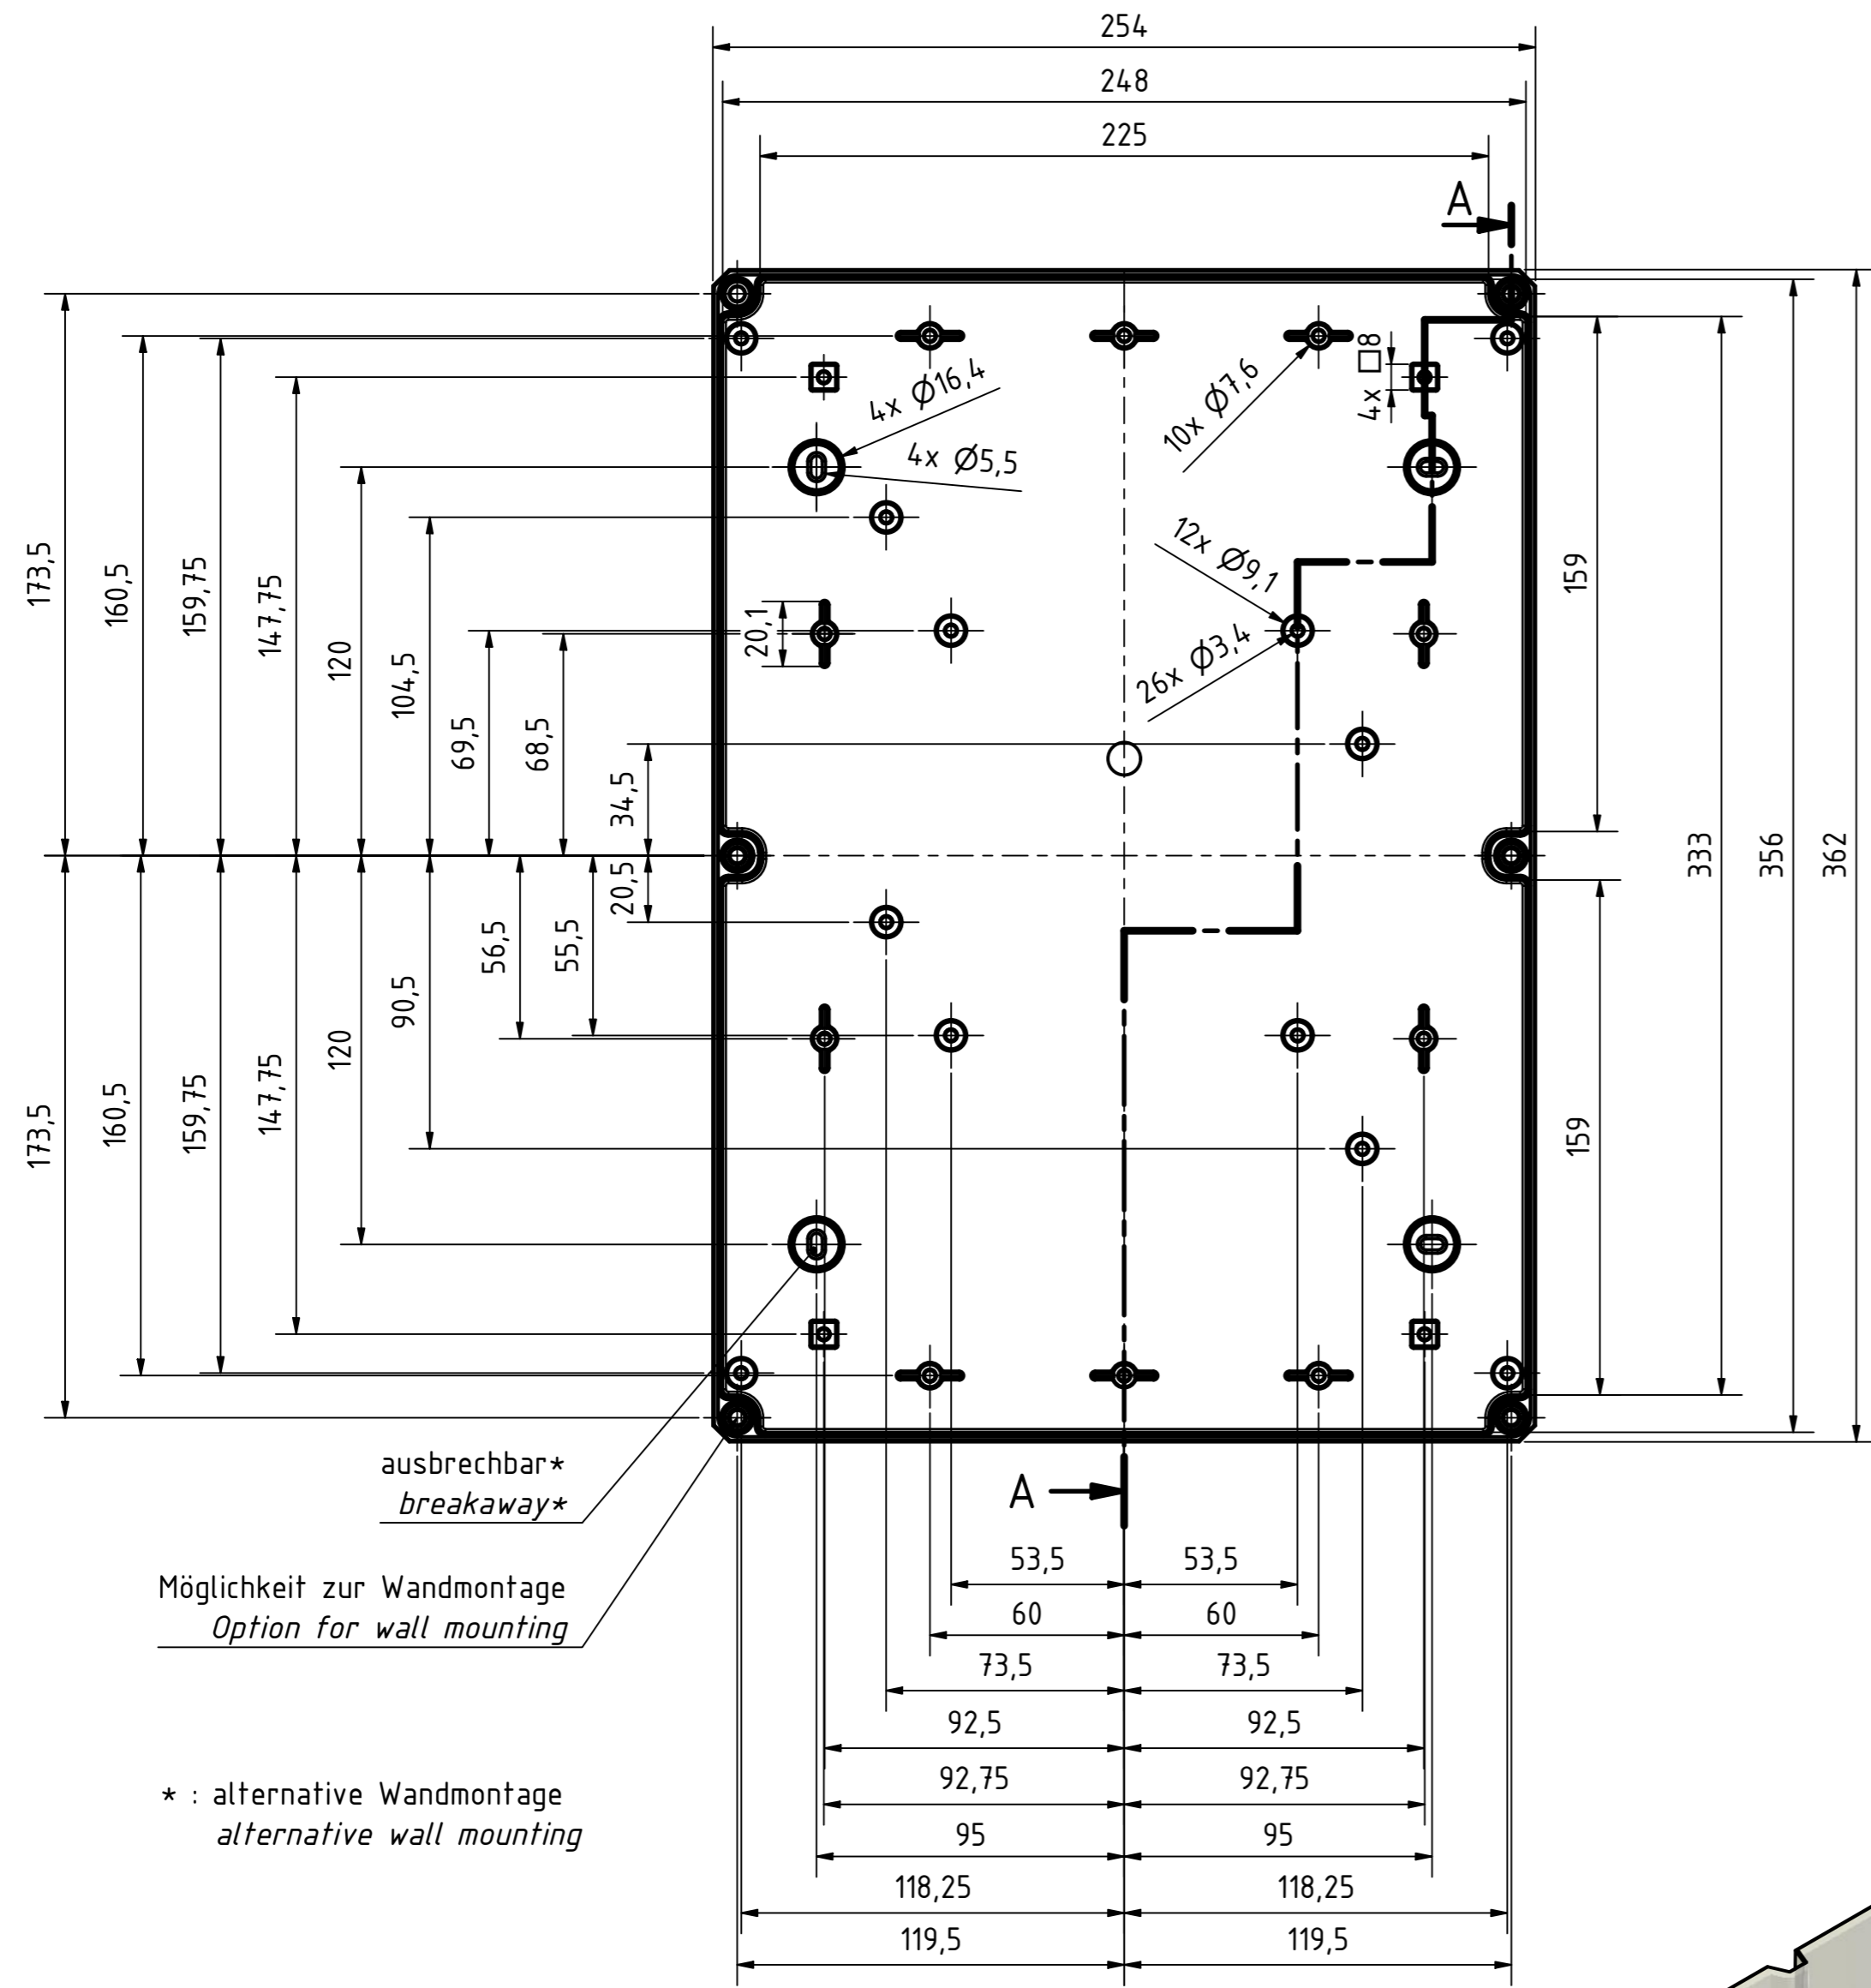 254
248
225
A
4x Ø16,4
4x Ø5,5
10x Ø7,6
4x □8
12x Ø9,1
26x Ø3,4
20,1
173,5
160,5
159,75
147,75
120
104,5
69,5
68,5
34,5
159
333
356
362
20,5
55,5
56,5
90,5
120
147,75
159,75
160,5
173,5
159
ausbrechbar*
breakaway*
A
Möglichkeit zur Wandmontage
Option for wall mounting
53,5 53,5
60 60
73,5 73,5
92,5 92,5
92,75 92,75
* : alternative Wandmontage
alternative wall mounting
95 95
118,25 118,25
119,5 119,5